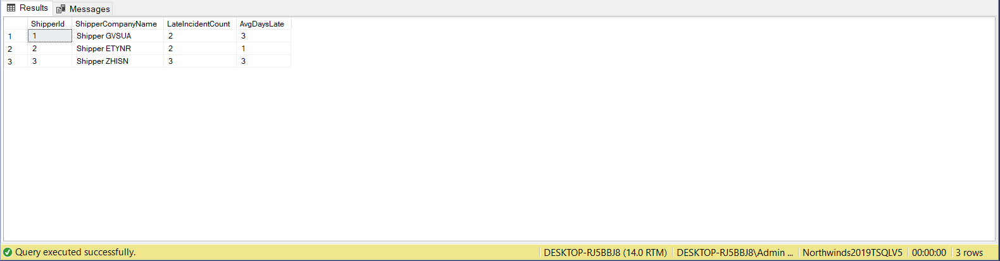 Results Messages
ShipperId ShipperCompanyName LateIncidentCount AvgDaysLate
1 1 Shipper GVSUA 2 3
2 2 Shipper ETYNR 2 1
3 3 Shipper ZHISN 3 3
Query executed successfully. DESKTOP-RJ5BBJ8 (14.0 RTM) DESKTOP-RJ5BBJ8\Admin ... Northwinds2019TSQLV5 00:00:00 3 rows